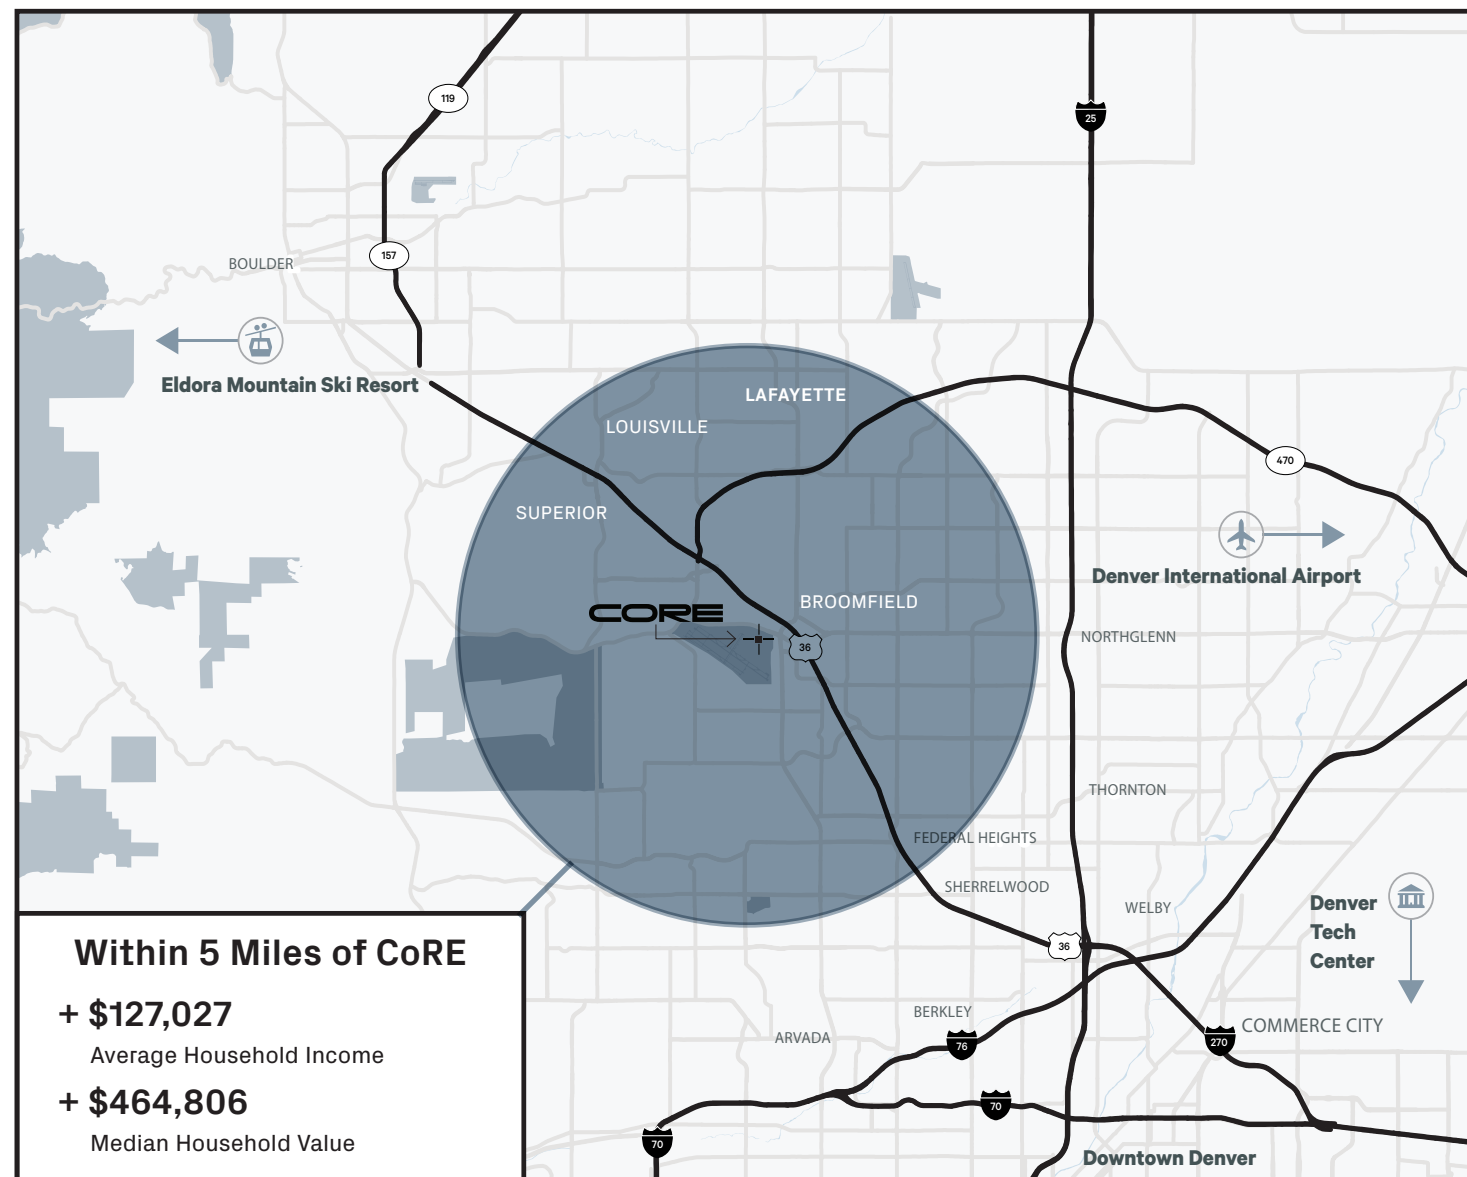 119
25
157
BOULDER
Eldora Mountain Ski Resort
LAFAYETTE
LOUISVILLE
470
SUPERIOR
Denver International Airport
BROOMFIELD
CORE
36
NORTHGLENN
THORNTON
FEDERAL HEIGHTS
SHERRELWOOD
WELBY
Denver
Tech
Center
36
BERKLEY
ARVADA
COMMERCE CITY
76
270
70
70
Downtown Denver
Within 5 Miles of CoRE
+ $127,027
Average Household Income
+ $464,806
Median Household Value